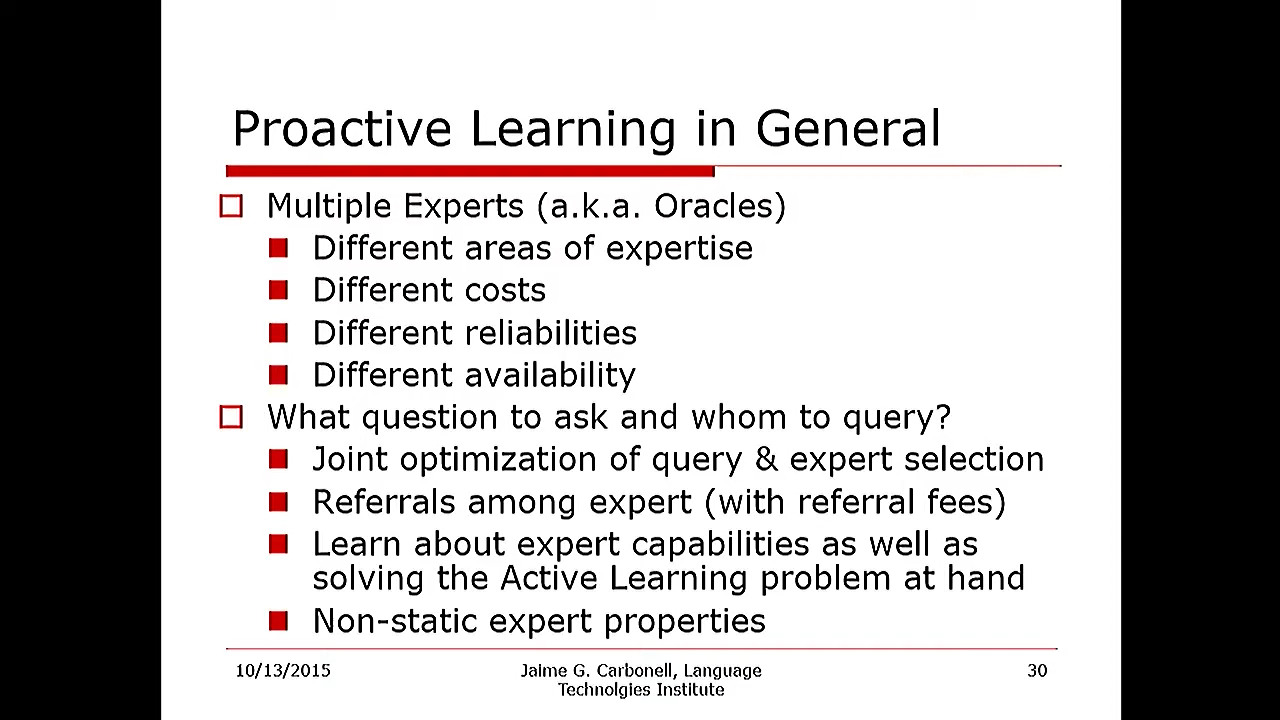 Proactive Learning in General
Multiple Experts (a.k.a. Oracles)
Different areas of expertise
Different costs
Different reliabilities
Different availability
What question to ask and whom to query?
Joint optimization of query & expert selection
Referrals among expert (with referral fees)
Learn about expert capabilities as well as
solving the Active Learning problem at hand
Non-static expert properties
10/13/2015
Jaime G. Carbonell, Language
Technolgies Institute
30